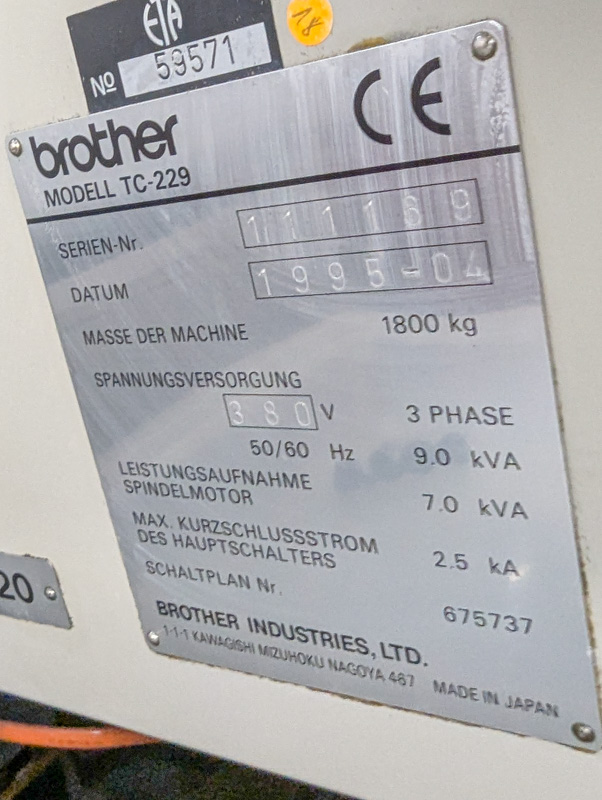 ETA
No 59571
18
brother
CE
MODELL TC-229
SERIEN-Nr. 111169
DATUM 1995-04
MASSE DER MACHINE 1800 kg
SPANNUNGSVERSORGUNG
380 V 3 PHASE
50/60 Hz 9.0 kVA
LEISTUNGSAUFNAHME
SPINDELMOTOR 7.0 kVA
MAX. KURZSCHLUSSSTROM
DES HAUPTSCHALTERS 2.5 kA
SCHALTPLAN Nr. 675737
BROTHER INDUSTRIES, LTD.
1-1-1 KAWAGISHI MIZUHOKU NAGOYA 467 MADE IN JAPAN
20